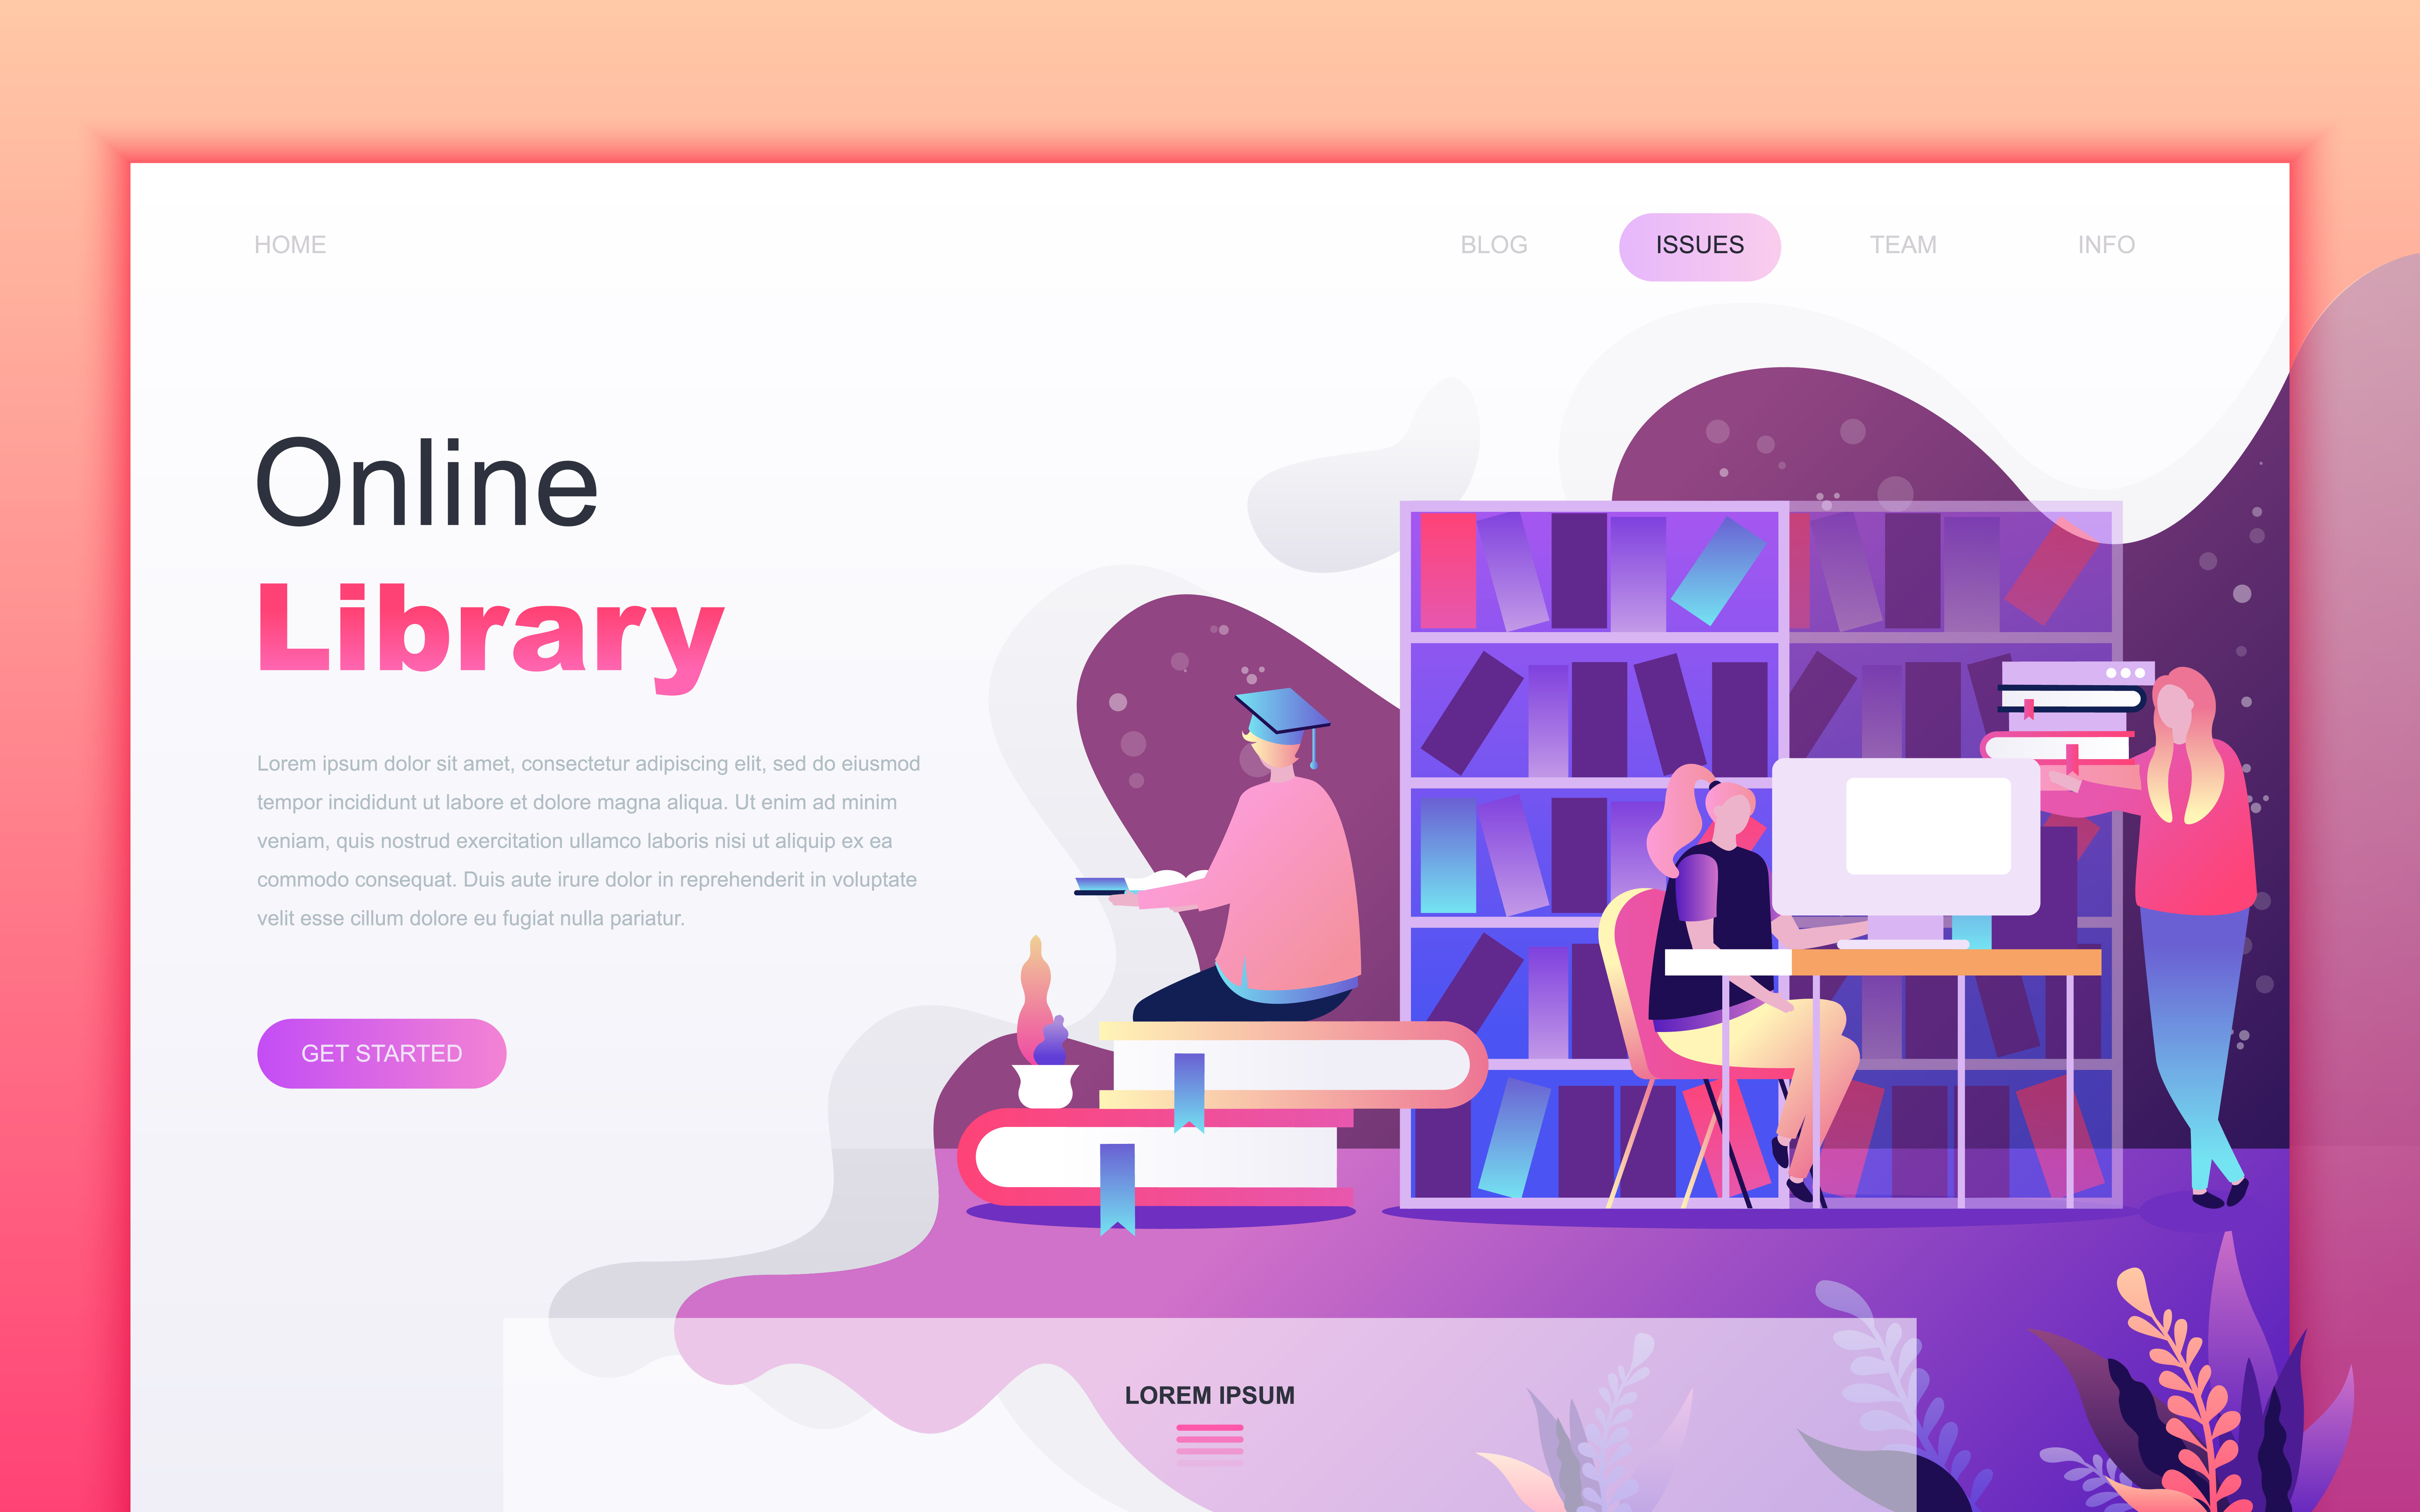 HOME BLOG ISSUES TEAM INFO
Online
Library
Lorem ipsum dolor sit amet, consectetur adipiscing elit, sed do eiusmod
tempor incididunt ut labore et dolore magna aliqua. Ut enim ad minim
veniam, quis nostrud exercitation ullamco laboris nisi ut aliquip ex ea
commodo consequat. Duis aute irure dolor in reprehenderit in voluptate
velit esse cillum dolore eu fugiat nulla pariatur.
GET STARTED
LOREM IPSUM